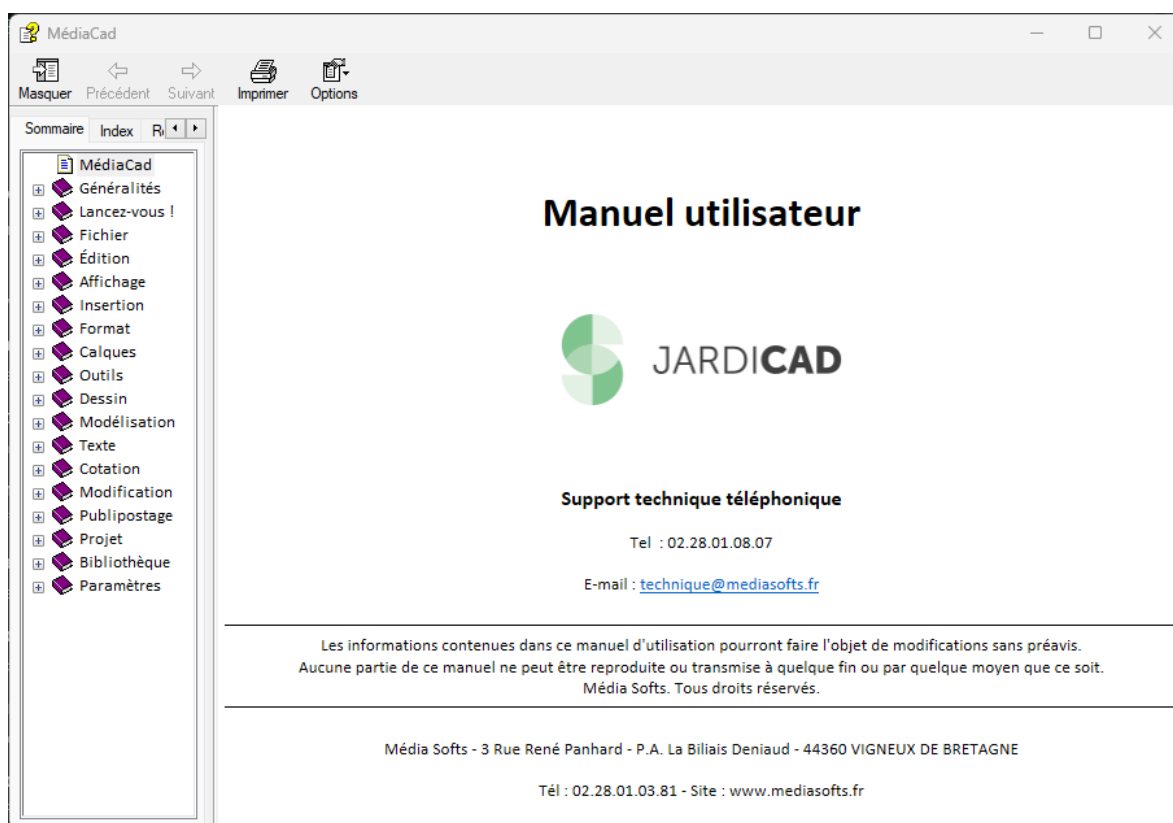 MédiaCad
Masquer Précédent Suivant Imprimer Options
Sommaire Index
MédiaCad
Généralités
Lancez-vous !
Fichier
Édition
Affichage
Insertion
Format
Calques
Outils
Dessin
Modélisation
Texte
Cotation
Modification
Publipostage
Projet
Bibliothèque
Paramètres
Manuel utilisateur
JARDICAD
Support technique téléphonique
Tel : 02.28.01.08.07
E-mail : technique@mediasofts.fr
Les informations contenues dans ce manuel d'utilisation pourront faire l'objet de modifications sans préavis.
Aucune partie de ce manuel ne peut être reproduite ou transmise à quelque fin ou par quelque moyen que ce soit.
Média Softs. Tous droits réservés.
Média Softs - 3 Rue René Panhard - P.A. La Biliais Deniaud - 44360 VIGNEUX DE BRETAGNE
Tél : 02.28.01.03.81 - Site : www.mediasofts.fr